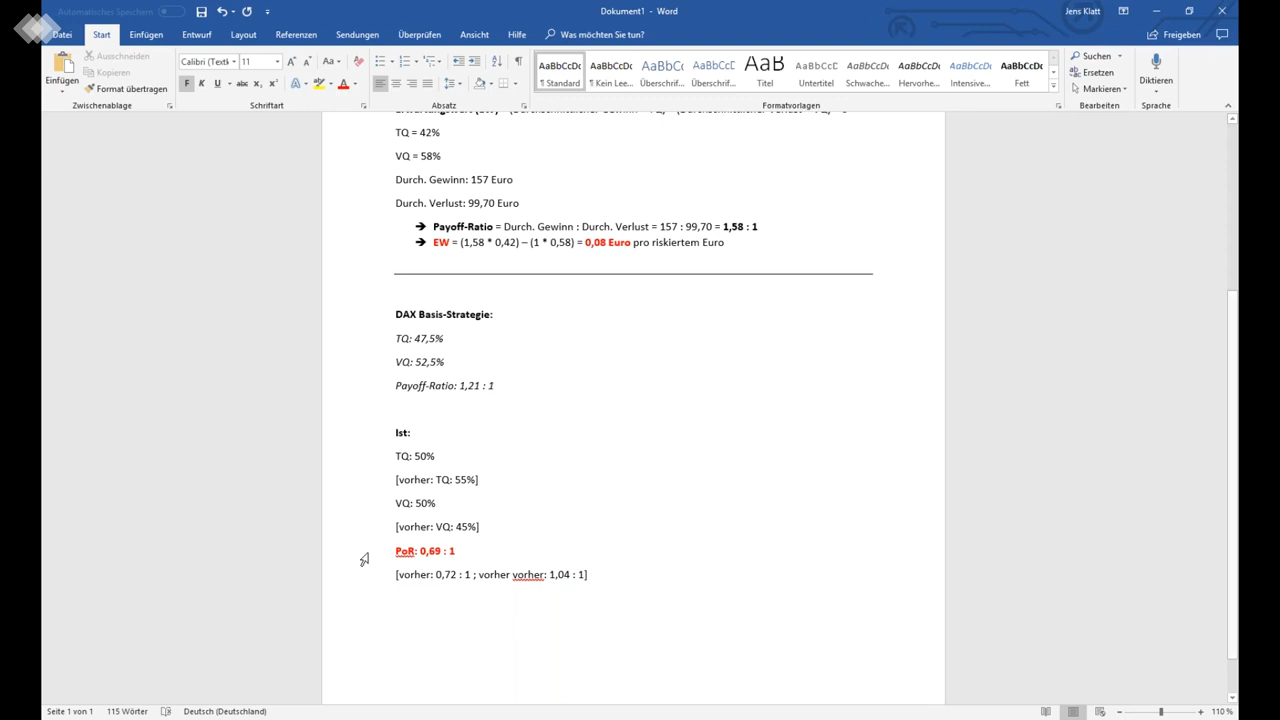 Automatisches Speichern
Dokument1 - Word
Jens Klatt
Datei Start Einfügen Entwurf Layout Referenzen Sendungen Überprüfen Ansicht Hilfe Was möchten Sie tun? Freigeben
Einfügen
Ausschneiden
Kopieren
Format übertragen
Zwischenablage
Calibri (Textk 11
F K U abc x₂ x²
Schriftart
Absatz
AaBbCcDc AaBbCcDc AaBbCc AaBbCcD AaB AaBbCcD AaBbCcDc AaBbCcDc AaBbCcDc AaBbCcDc
¶ Standard ¶ Kein Lee... Überschrif... Überschrif... Titel Untertitel Schwache... Hervorhe... Intensive... Fett
Formatvorlagen
Suchen
Ersetzen
Markieren
Bearbeiten
Diktieren
Sprache
TQ = 42%
VQ = 58%
Durch. Gewinn: 157 Euro
Durch. Verlust: 99,70 Euro
➔ Payoff-Ratio = Durch. Gewinn : Durch. Verlust = 157 : 99,70 = 1,58 : 1
➔ EW = (1,58 * 0,42) – (1 * 0,58) = 0,08 Euro pro riskiertem Euro
DAX Basis-Strategie:
TQ: 47,5%
VQ: 52,5%
Payoff-Ratio: 1,21 : 1
Ist:
TQ: 50%
[vorher: TQ: 55%]
VQ: 50%
[vorher: VQ: 45%]
PoR: 0,69 : 1
[vorher: 0,72 : 1 ; vorher vorher: 1,04 : 1]
Seite 1 von 1 115 Wörter Deutsch (Deutschland) 110 %